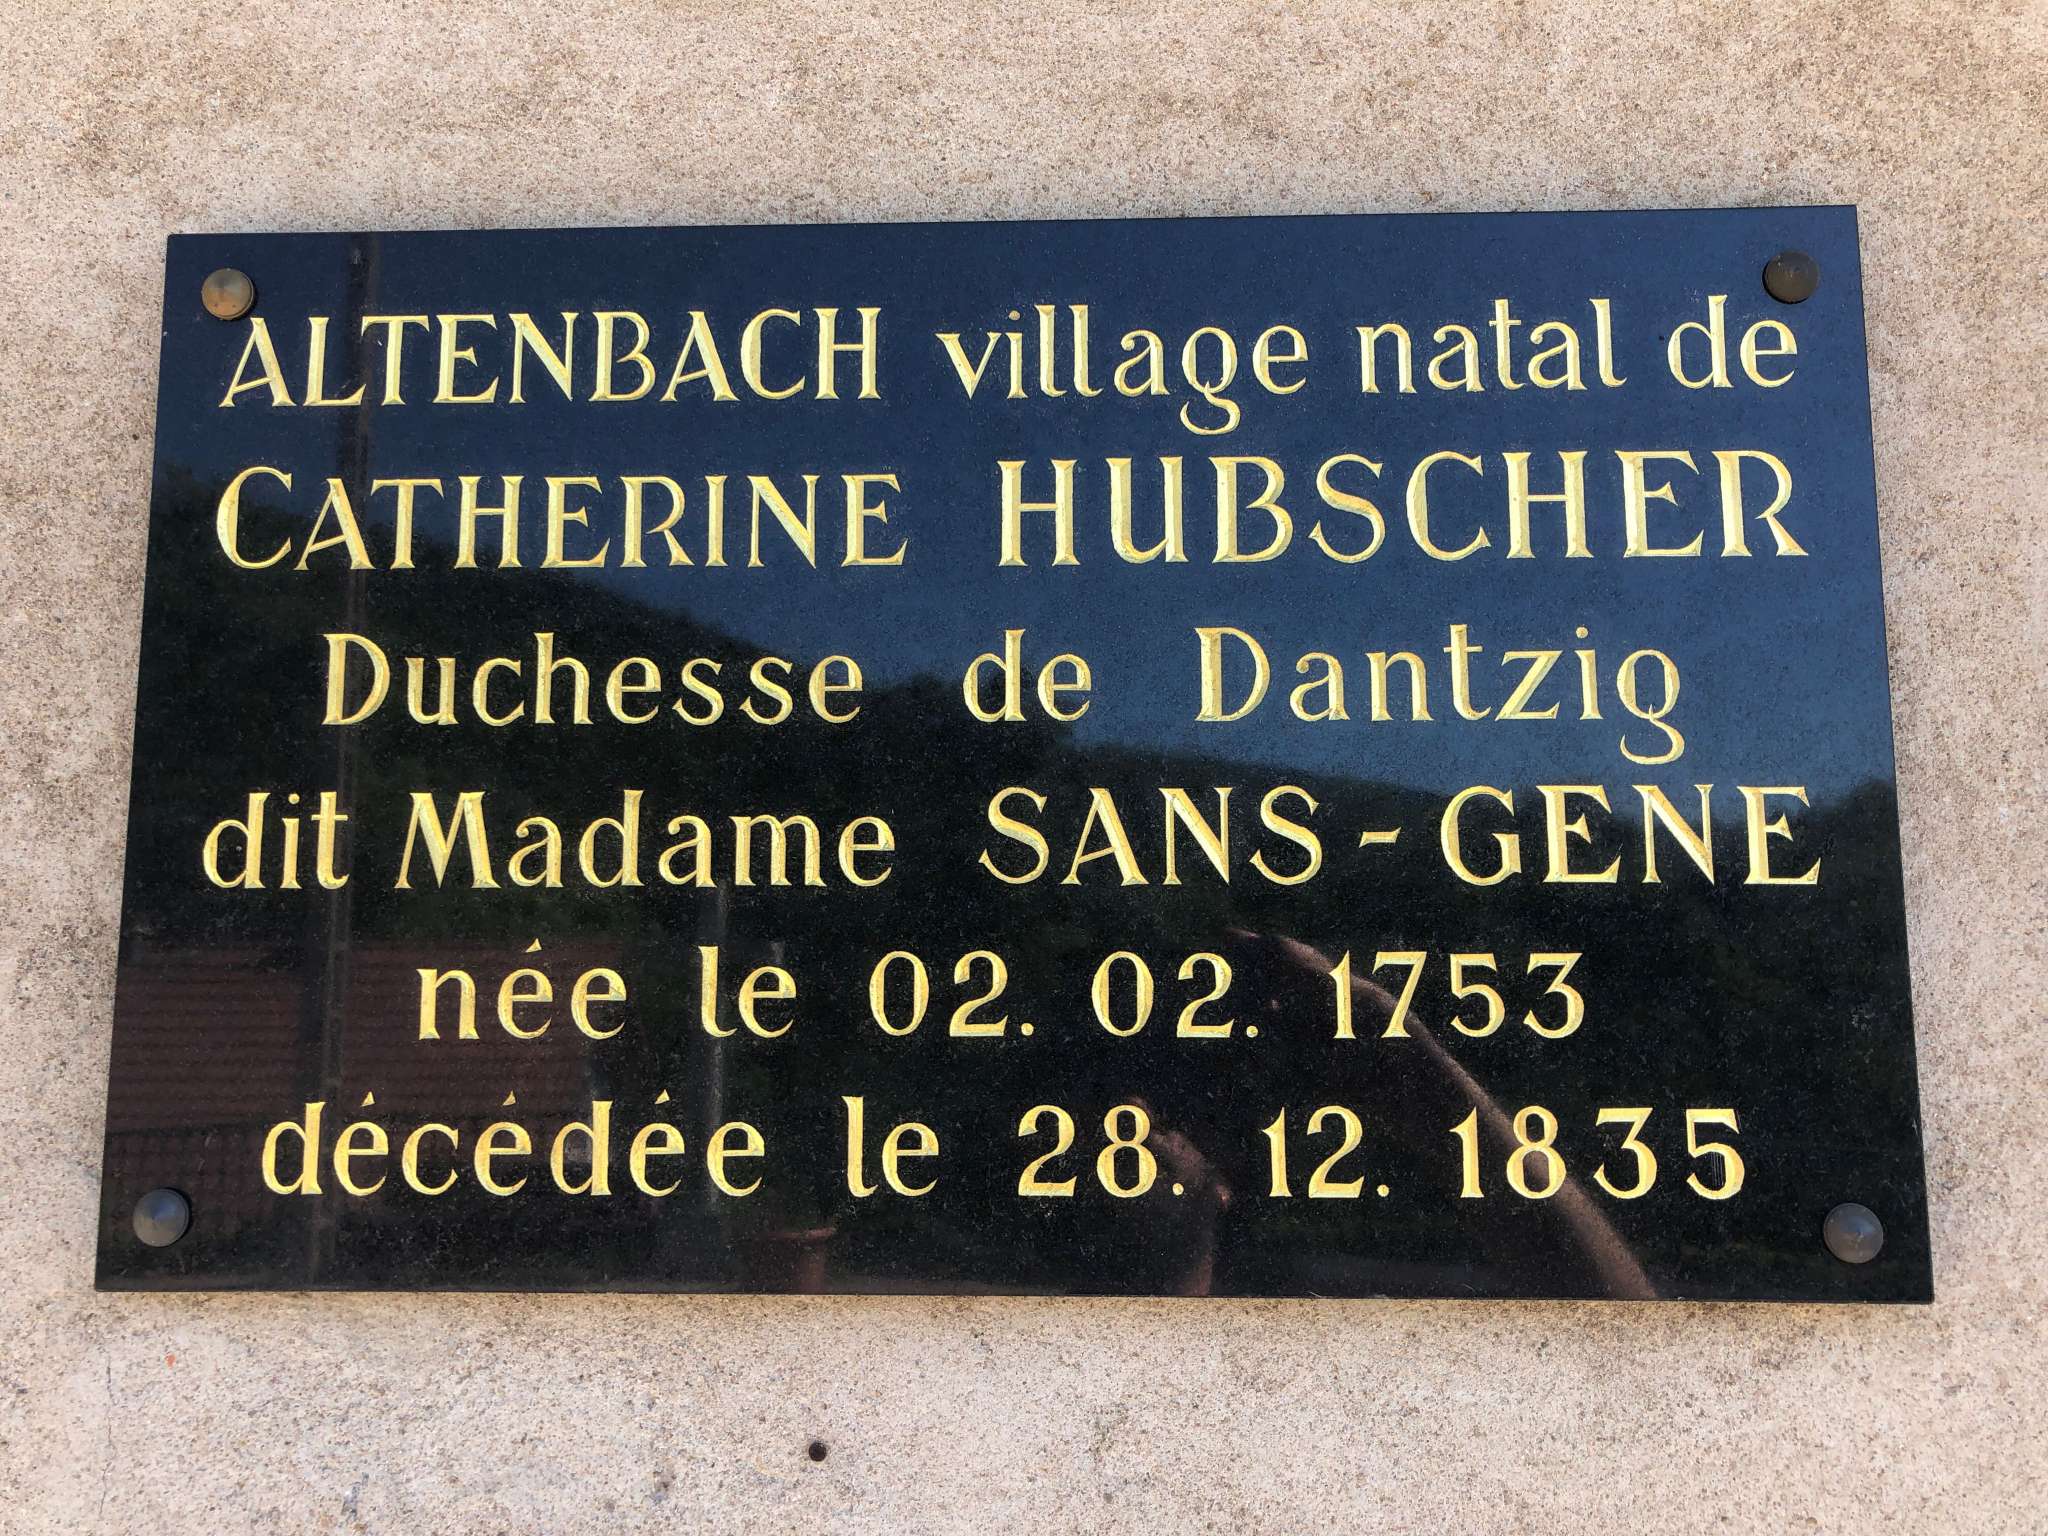 ALTENBACH village natal de
CATHERINE HUBSCHER
Duchesse de Dantzig
dit Madame SANS-GENE
née le 02. 02. 1753
décédée le 28. 12. 1835